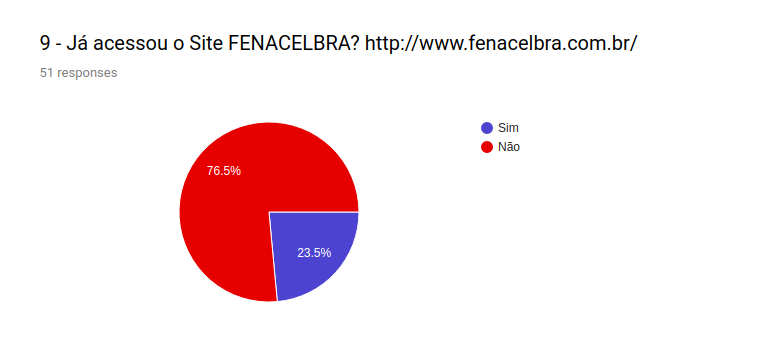 9 - Já acessou o Site FENACELBRA? http://www.fenacelbra.com.br/
51 responses
Sim
Não
76.5%
23.5%